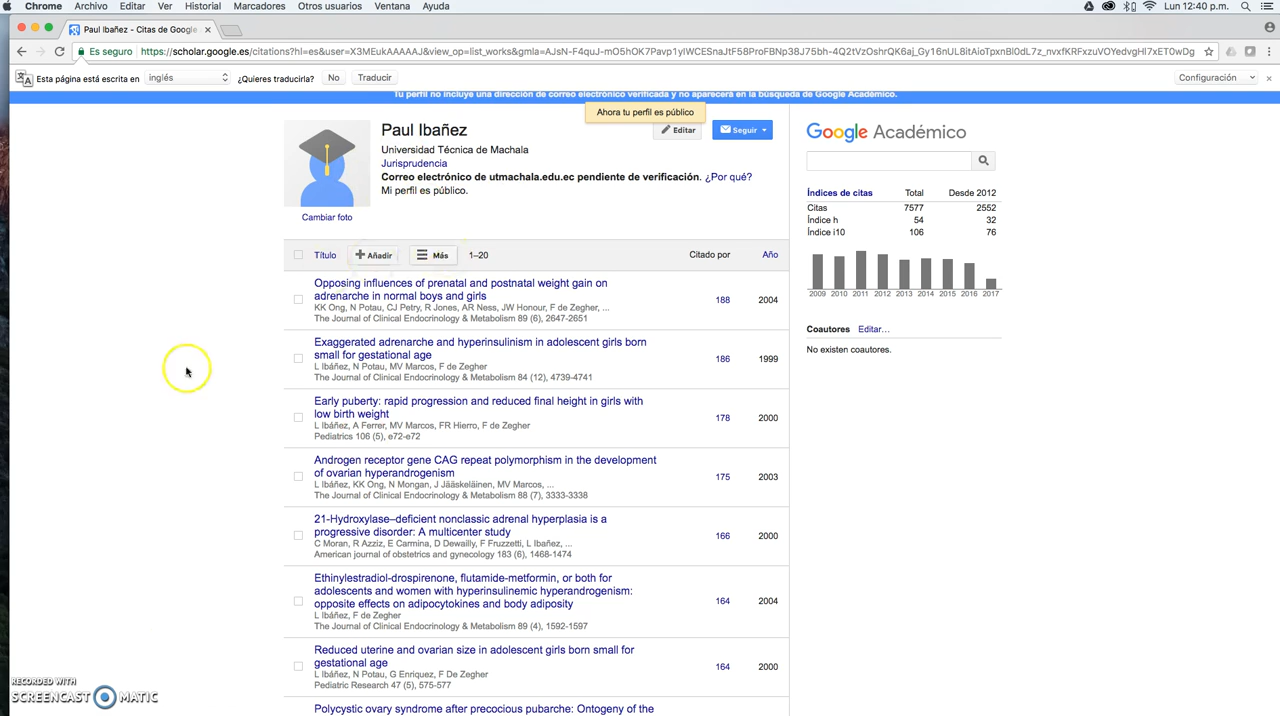 Chrome Archivo Editar Ver Historial Marcadores Otros usuarios Ventana Ayuda Lun 12:40 p.m.
Paul Ibañez - Citas de Google
Es seguro https://scholar.google.es/citations?hl=es&user=X3MEukAAAAAJ&view_op=list_works&gmla=AJsN-F4quJ-mO5hOK7Pavp1yIWCESnaJtF58ProFBNp38J75bh-4Q2tVzOshrQK6aj_Gy16nUL8itAioTpxnBl0dL7z_nvxfKRFxzuVOYedvgHI7xET0wDg
Esta página está escrita en inglés ¿Quieres traducirla? No Traducir Configuración
Tu perfil no incluye una dirección de correo electrónico verificada y no aparecerá en la búsqueda de Google Académico.
Ahora tu perfil es público
Paul Ibañez
Editar
Seguir
Universidad Técnica de Machala
Jurisprudencia
Correo electrónico de utmachala.edu.ec pendiente de verificación. ¿Por qué?
Mi perfil es público.
Cambiar foto
Título Añadir Más 1–20 Citado por Año
Opposing influences of prenatal and postnatal weight gain on
adrenarche in normal boys and girls
KK Ong, N Potau, CJ Petry, R Jones, AR Ness, JW Honour, F de Zegher, ...
The Journal of Clinical Endocrinology & Metabolism 89 (6), 2647-2651
188 2004
Exaggerated adrenarche and hyperinsulinism in adolescent girls born
small for gestational age
L Ibáñez, N Potau, MV Marcos, F de Zegher
The Journal of Clinical Endocrinology & Metabolism 84 (12), 4739-4741
186 1999
Early puberty: rapid progression and reduced final height in girls with
low birth weight
L Ibáñez, A Ferrer, MV Marcos, FR Hierro, F de Zegher
Pediatrics 106 (5), e72-e72
178 2000
Androgen receptor gene CAG repeat polymorphism in the development
of ovarian hyperandrogenism
L Ibáñez, KK Ong, N Mongan, J Jääskeläinen, MV Marcos, ...
The Journal of Clinical Endocrinology & Metabolism 88 (7), 3333-3338
175 2003
21-Hydroxylase–deficient nonclassic adrenal hyperplasia is a
progressive disorder: A multicenter study
C Moran, R Azziz, E Carmina, D Dewailly, F Fruzzetti, L Ibañez, ...
American journal of obstetrics and gynecology 183 (6), 1468-1474
166 2000
Ethinylestradiol-drospirenone, flutamide-metformin, or both for
adolescents and women with hyperinsulinemic hyperandrogenism:
opposite effects on adipocytokines and body adiposity
L Ibáñez, F de Zegher
The Journal of Clinical Endocrinology & Metabolism 89 (4), 1592-1597
164 2004
Reduced uterine and ovarian size in adolescent girls born small for
gestational age
L Ibáñez, N Potau, G Enriquez, F De Zegher
Pediatric Research 47 (5), 575-577
164 2000
Polycystic ovary syndrome after precocious pubarche: Ontogeny of the
Google Académico
Índices de citas Total Desde 2012
Citas 7577 2552
Índice h 54 32
Índice i10 106 76
2009 2010 2011 2012 2013 2014 2015 2016 2017
Coautores Editar...
No existen coautores.
RECORDED WITH
SCREENCAST MATIC